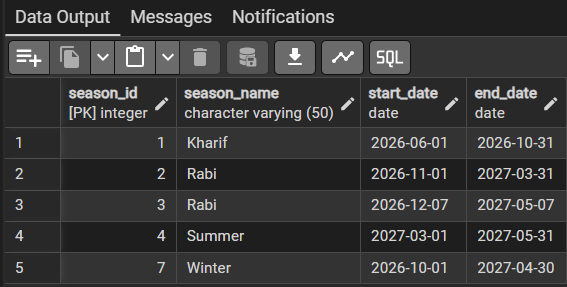 Data Output Messages Notifications
SQL
season_id season_name start_date end_date
[PK] integer character varying (50) date date
1 1 Kharif 2026-06-01 2026-10-31
2 2 Rabi 2026-11-01 2027-03-31
3 3 Rabi 2026-12-07 2027-05-07
4 4 Summer 2027-03-01 2027-05-31
5 7 Winter 2026-10-01 2027-04-30